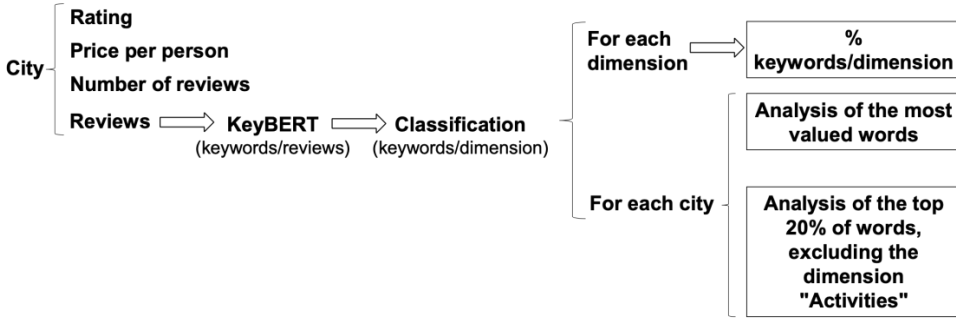 City
Rating
Price per person
Number of reviews
Reviews
KeyBERT
(keywords/reviews)
Classification
(keywords/dimension)
For each
dimension
%
keywords/dimension
For each city
Analysis of the most
valued words
Analysis of the top
20% of words,
excluding the
dimension
"Activities"